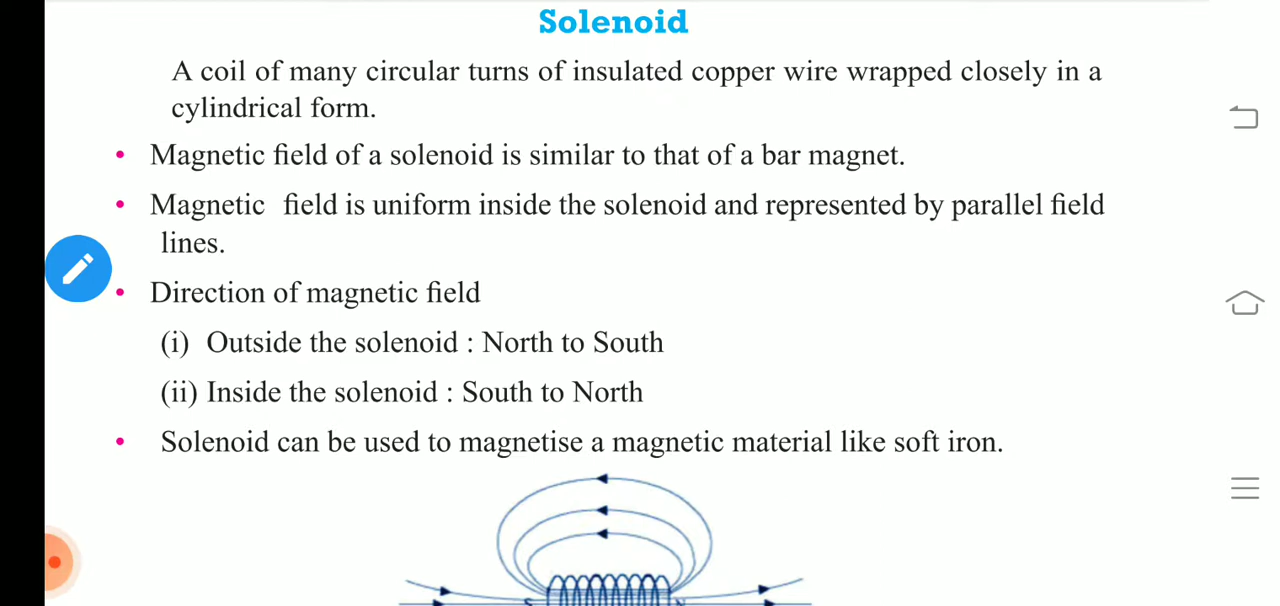 Solenoid
A coil of many circular turns of insulated copper wire wrapped closely in a
cylindrical form.
• Magnetic field of a solenoid is similar to that of a bar magnet.
• Magnetic field is uniform inside the solenoid and represented by parallel field
lines.
• Direction of magnetic field
(i) Outside the solenoid : North to South
(ii) Inside the solenoid : South to North
• Solenoid can be used to magnetise a magnetic material like soft iron.